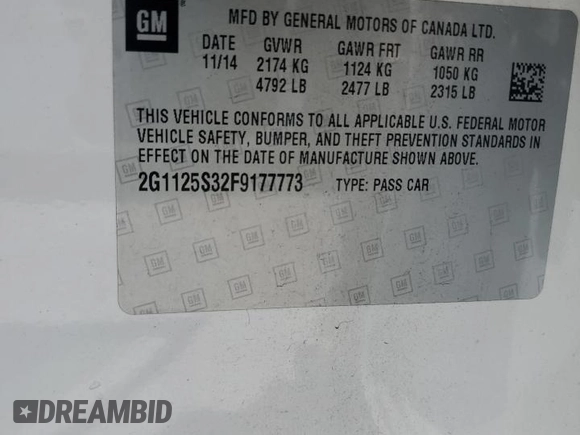 GM
MFD BY GENERAL MOTORS OF CANADA LTD.
DATE GVWR GAWR FRT GAWR RR
11/14 2174 KG 1124 KG 1050 KG
4792 LB 2477 LB 2315 LB
THIS VEHICLE CONFORMS TO ALL APPLICABLE U.S. FEDERAL MOTOR
VEHICLE SAFETY, BUMPER, AND THEFT PREVENTION STANDARDS IN
EFFECT ON THE DATE OF MANUFACTURE SHOWN ABOVE.
2G1125S32F9177773 TYPE: PASS CAR
DREAMBID